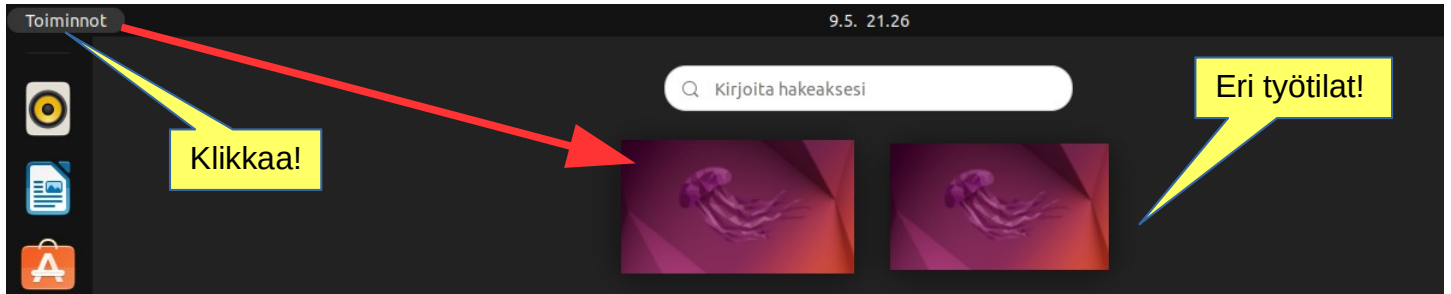 Toiminnot
9.5. 21.26
Kirjoita hakeaksesi
Eri työtilat!
Klikkaa!